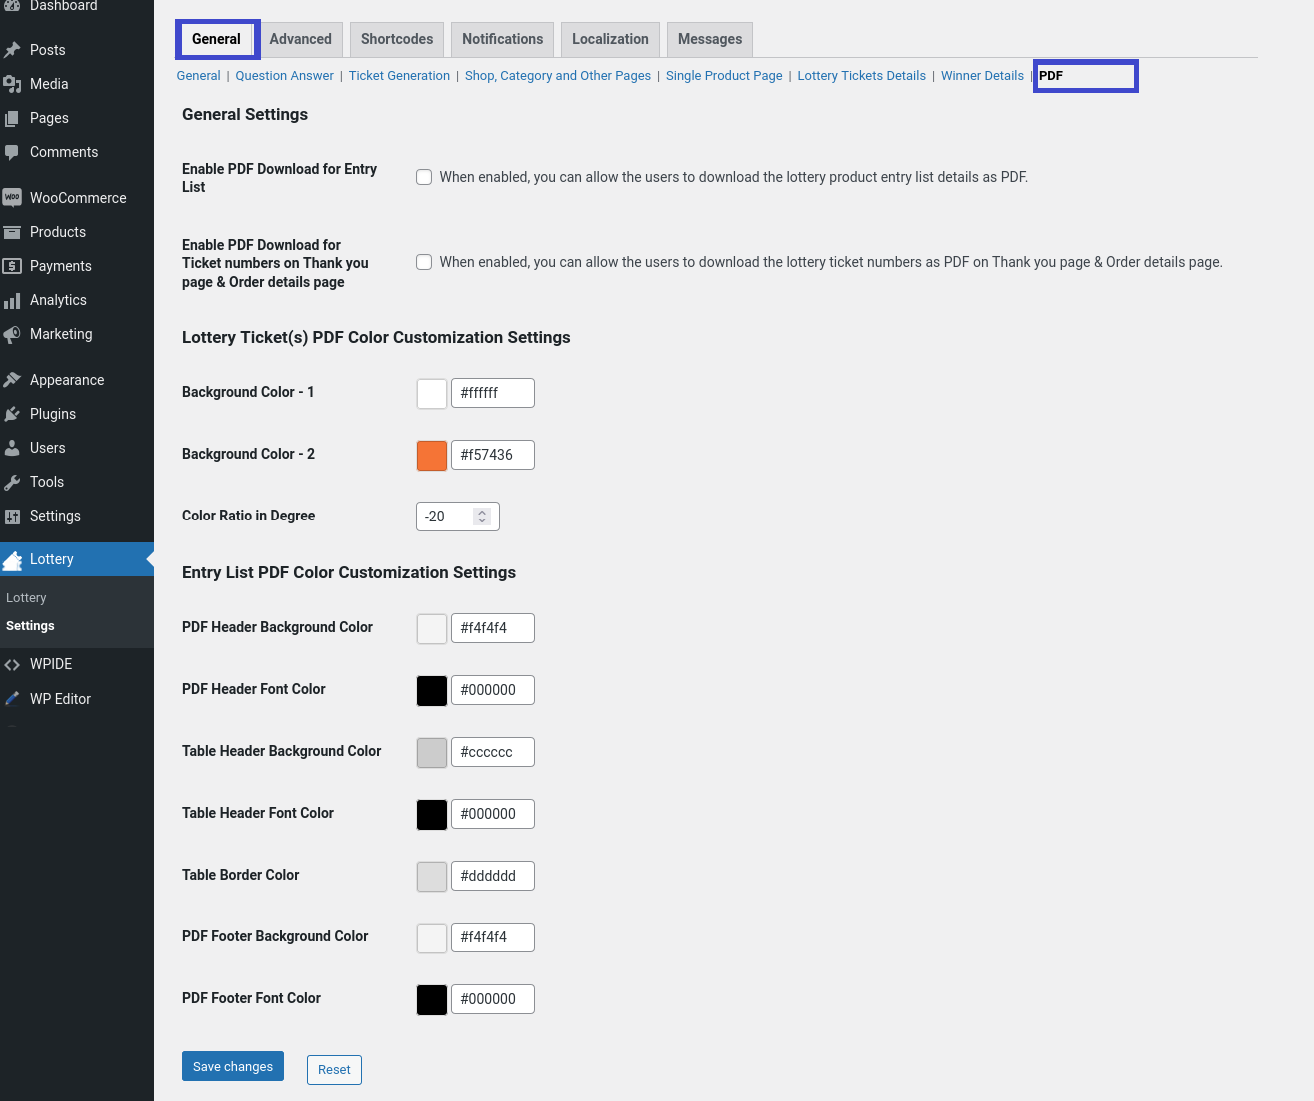 Dashboard
Posts
Media
Pages
Comments
WooCommerce
Products
Payments
Analytics
Marketing
Appearance
Plugins
Users
Tools
Settings
Lottery
Lottery
Settings
WPIDE
WP Editor
General Advanced Shortcodes Notifications Localization Messages
General | Question Answer | Ticket Generation | Shop, Category and Other Pages | Single Product Page | Lottery Tickets Details | Winner Details | PDF
General Settings
Enable PDF Download for Entry
List
When enabled, you can allow the users to download the lottery product entry list details as PDF.
Enable PDF Download for
Ticket numbers on Thank you
page & Order details page
When enabled, you can allow the users to download the lottery ticket numbers as PDF on Thank you page & Order details page.
Lottery Ticket(s) PDF Color Customization Settings
Background Color - 1 #ffffff
Background Color - 2 #f57436
Color Ratio in Degree -20
Entry List PDF Color Customization Settings
PDF Header Background Color #f4f4f4
PDF Header Font Color #000000
Table Header Background Color #cccccc
Table Header Font Color #000000
Table Border Color #dddddd
PDF Footer Background Color #f4f4f4
PDF Footer Font Color #000000
Save changes Reset